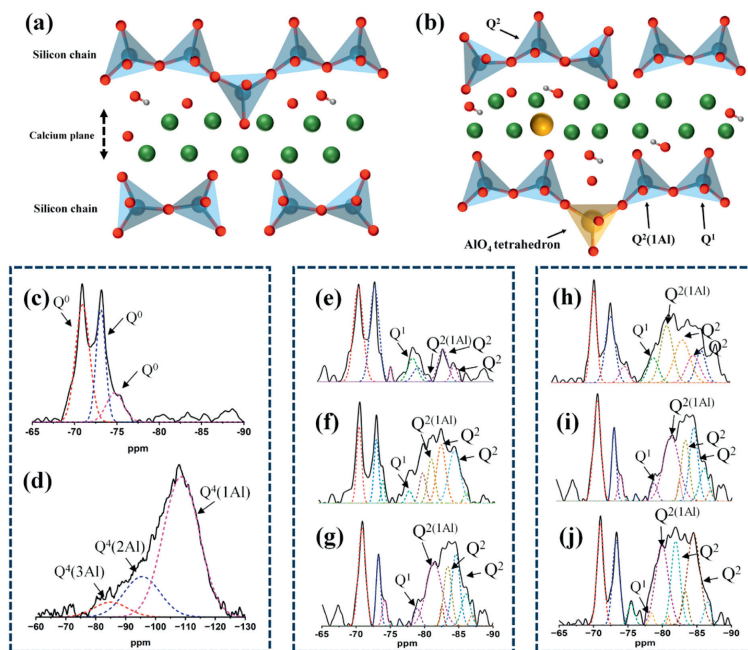 (a)
Silicon chain
Calcium plane
Silicon chain
(b)
Q²
AlO₄ tetrahedron
Q²(1Al)
Q¹
(c)
Q⁰
Q⁰
Q⁰
-65 -70 -75 -80 -85 -90
ppm
(d)
Q⁴(1Al)
Q⁴(2Al)
Q⁴(3Al)
−60 −70 −80 −90 −100 −110 −120 −130
ppm
(e)
Q¹
Q²⁽¹ᴬˡ⁾
Q²
Q²
(f)
Q¹
Q²⁽¹ᴬˡ⁾
Q²
Q²
(g)
Q¹
Q²⁽¹ᴬˡ⁾
Q²
-65 -70 -75 -80 -85 -90
ppm
(h)
Q¹
Q²⁽¹ᴬˡ⁾
Q²
Q²
(i)
Q¹
Q²⁽¹ᴬˡ⁾
Q²
Q²
(j)
Q¹
Q²⁽¹ᴬˡ⁾
Q²
Q²
-65 -70 -75 -80 -85 -90
ppm